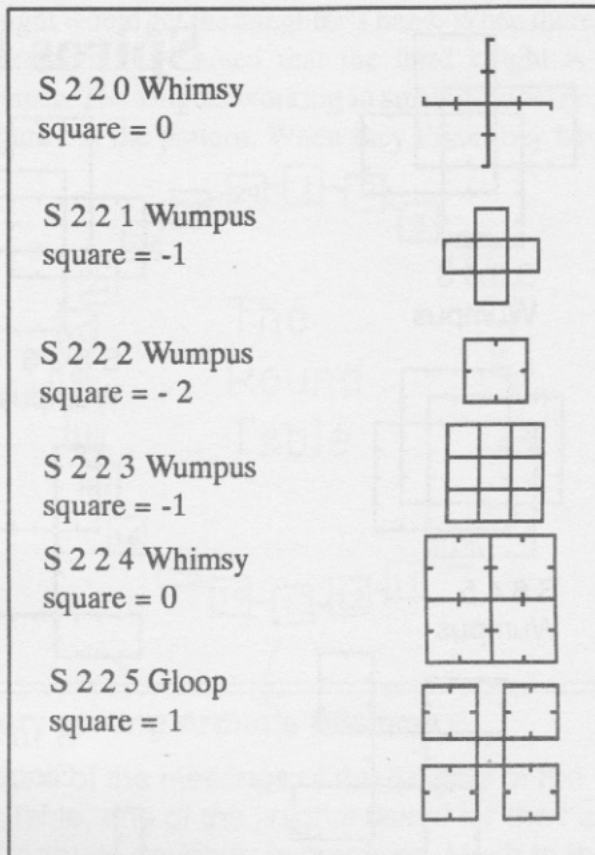 S 2 2 0 Whimsy
square = 0
S 2 2 1 Wumpus
square = -1
S 2 2 2 Wumpus
square = - 2
S 2 2 3 Wumpus
square = -1
S 2 2 4 Whimsy
square = 0
S 2 2 5 Gloop
square = 1